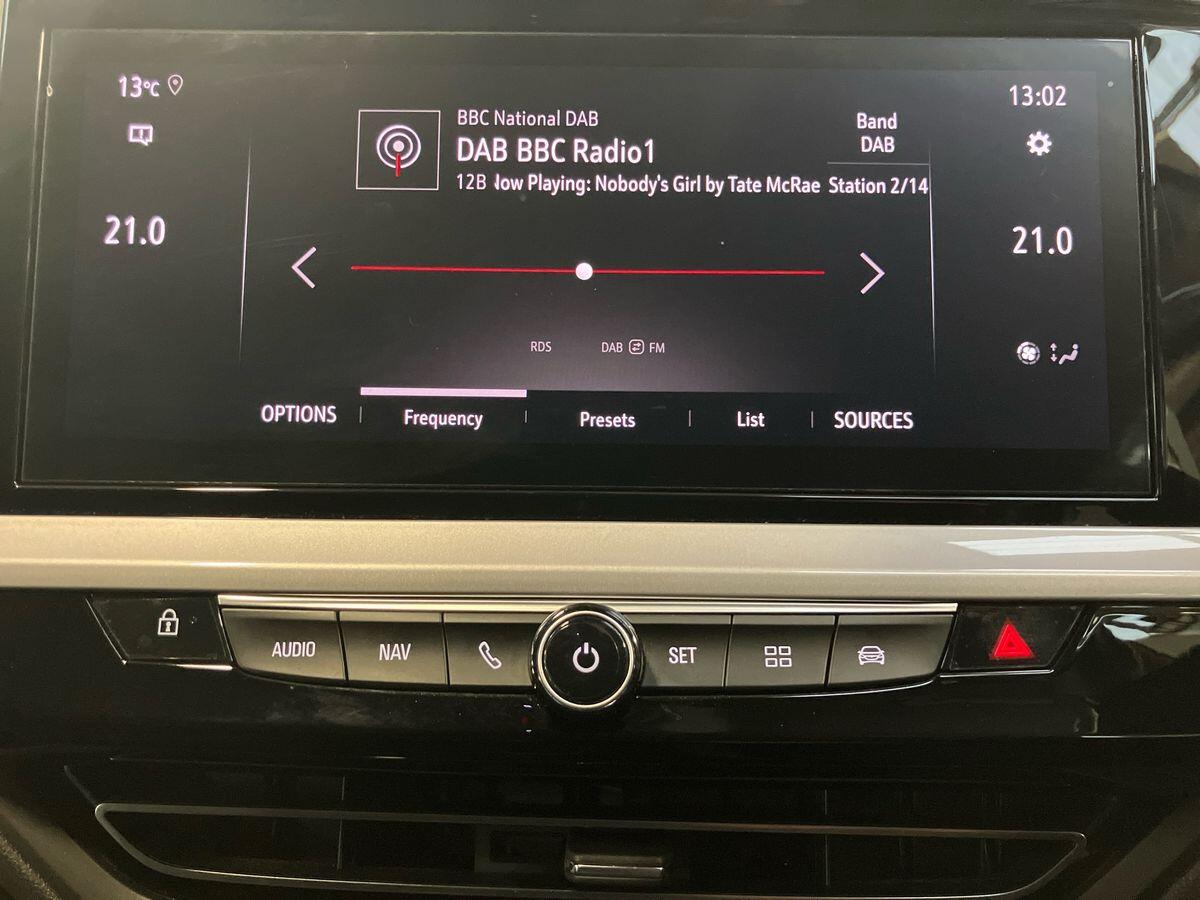 13°C
13:02
BBC National DAB
DAB BBC Radio1
12B Now Playing: Nobody's Girl by Tate McRae
Band
DAB
Station 2/14
21.0
21.0
RDS
DAB FM
OPTIONS
Frequency
Presets
List
SOURCES
AUDIO
NAV
SET